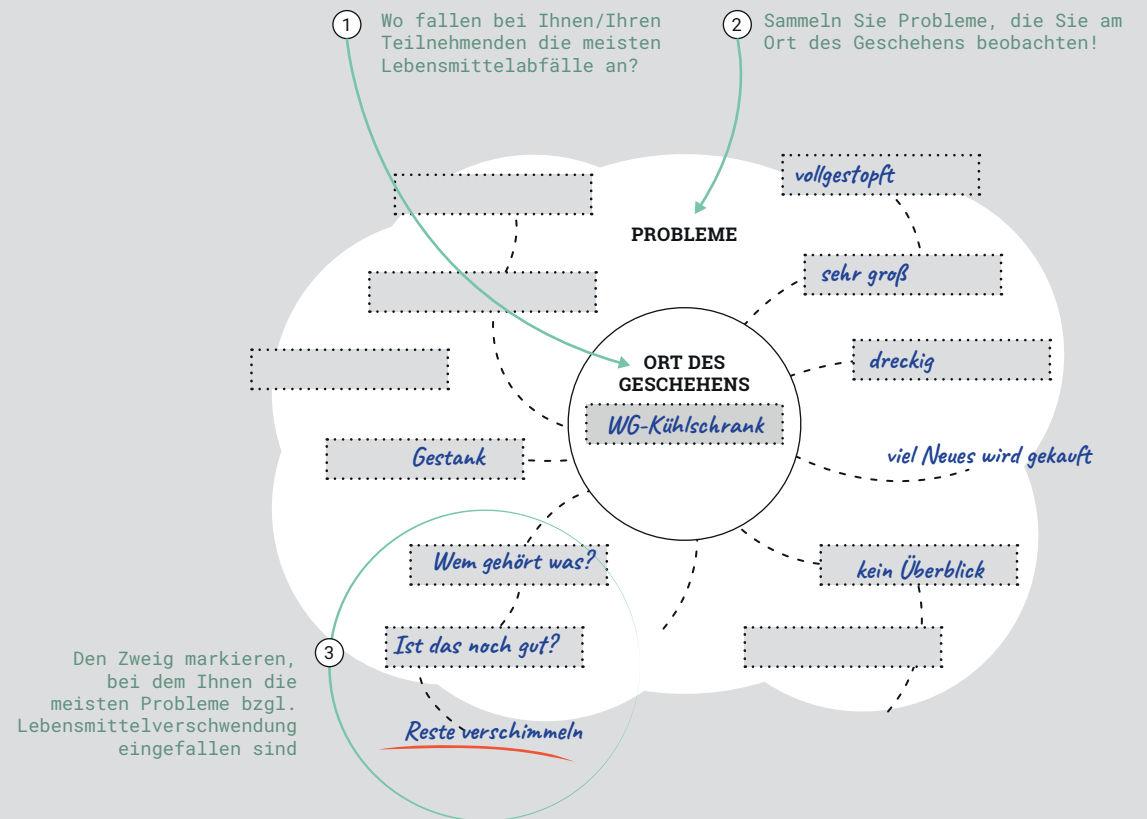 1
Wo fallen bei Ihnen/Ihren
Teilnehmenden die meisten
Lebensmittelabfälle an?
2
Sammeln Sie Probleme, die Sie am
Ort des Geschehens beobachten!
PROBLEME
vollgestopft
sehr groß
dreckig
ORT DES
GESCHEHENS
WG-Kühlschrank
Gestank
viel Neues wird gekauft
Wem gehört was?
kein Überblick
Ist das noch gut?
Reste verschimmeln
3
Den Zweig markieren,
bei dem Ihnen die
meisten Probleme bzgl.
Lebensmittelverschwendung
eingefallen sind